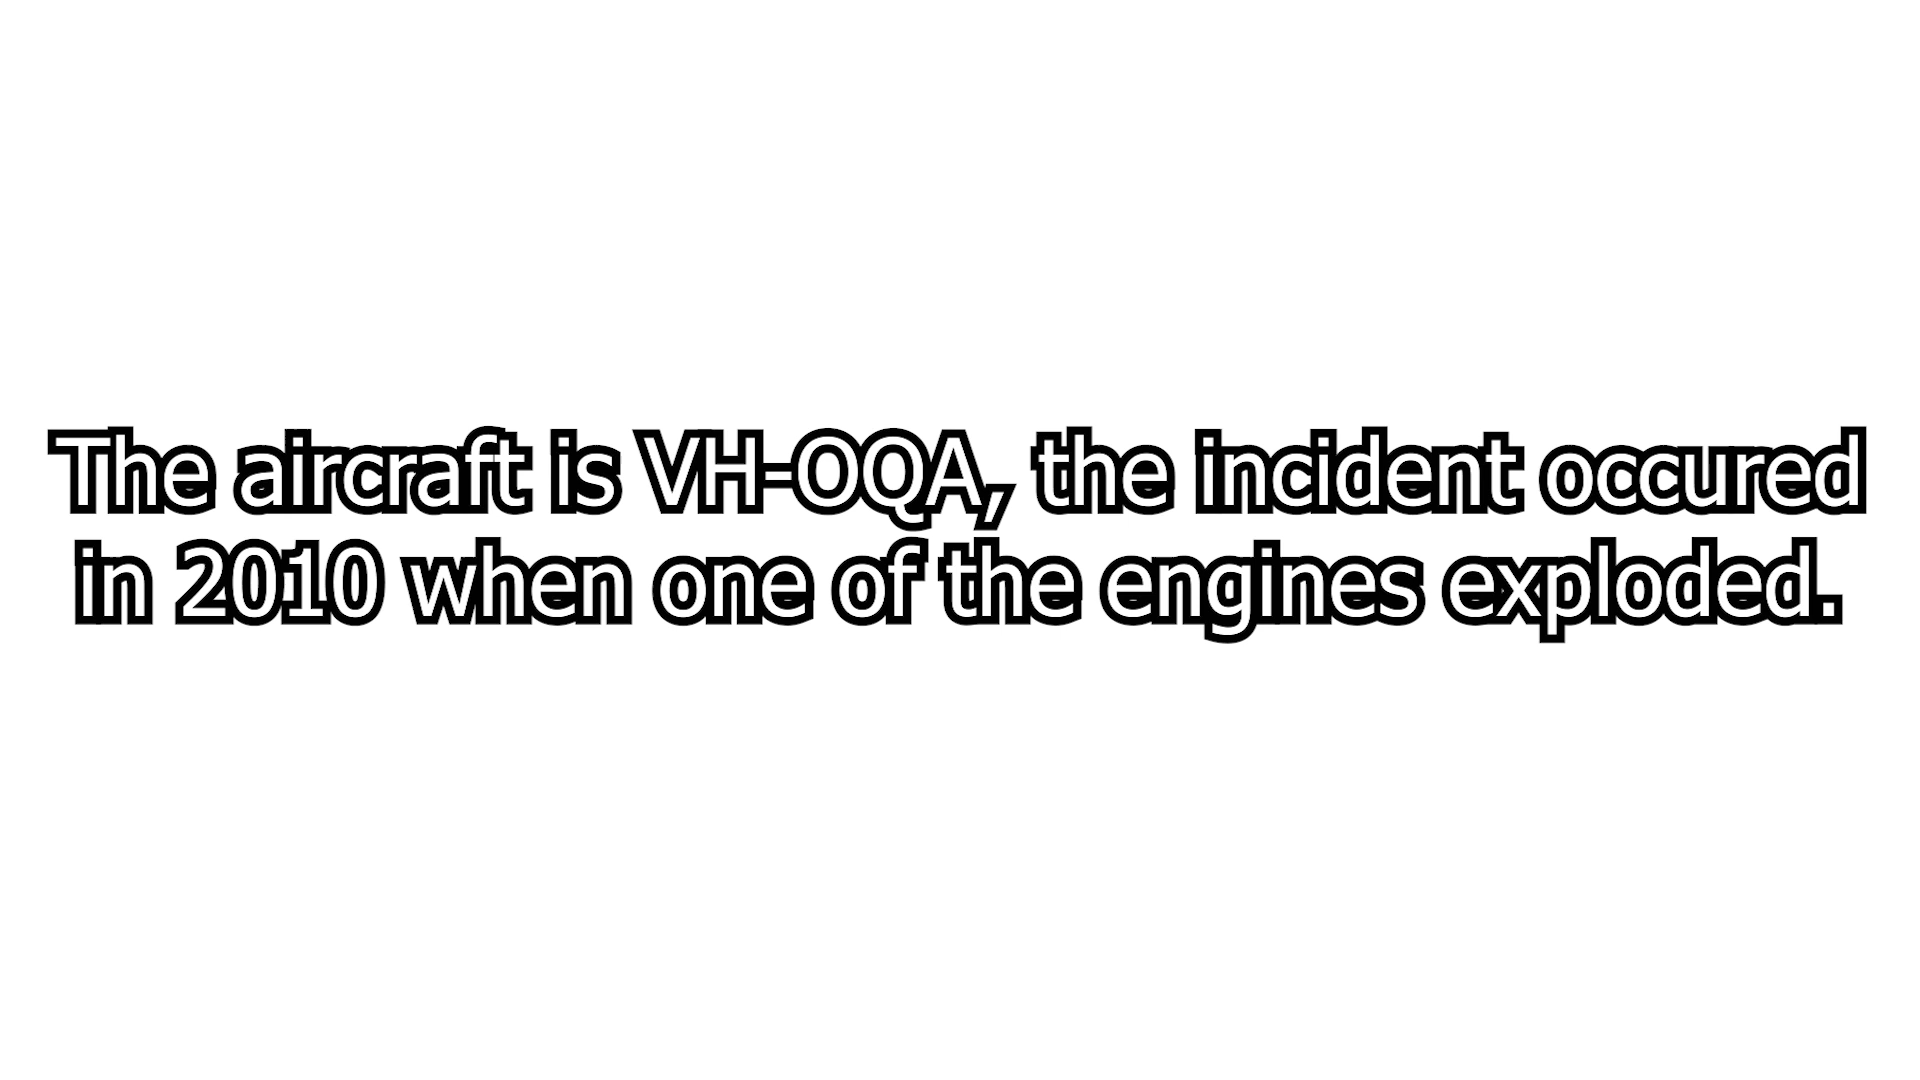 The aircraft is VH-OQA, the incident occured
in 2010 when one of the engines exploded.